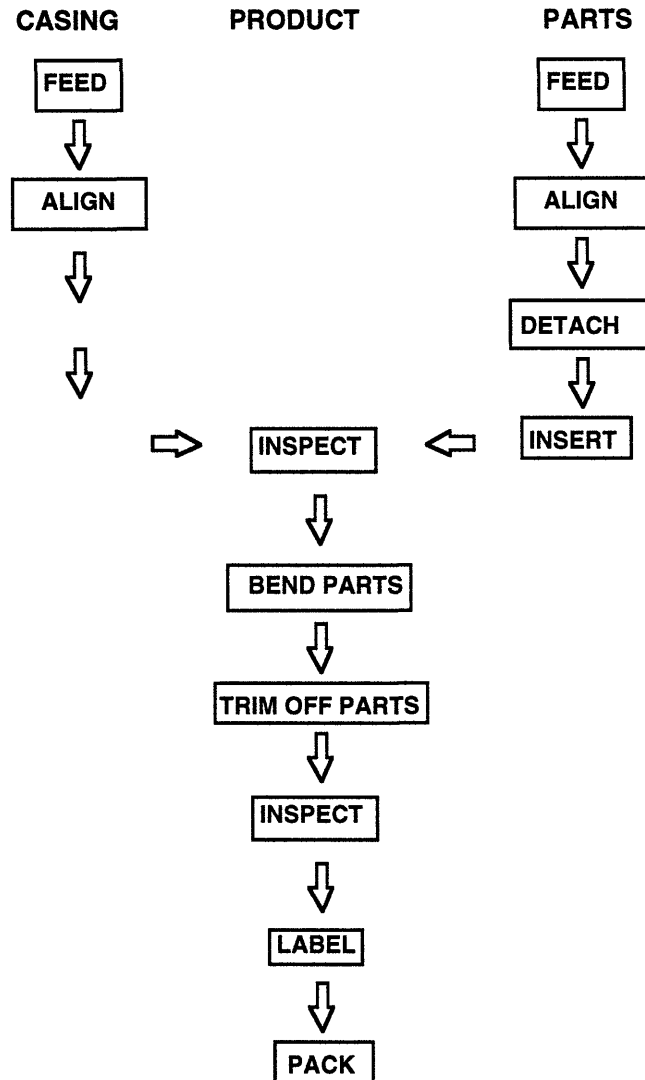 CASING PRODUCT PARTS
FEED FEED
ALIGN ALIGN
DETACH
INSPECT INSERT
BEND PARTS
TRIM OFF PARTS
INSPECT
LABEL
PACK